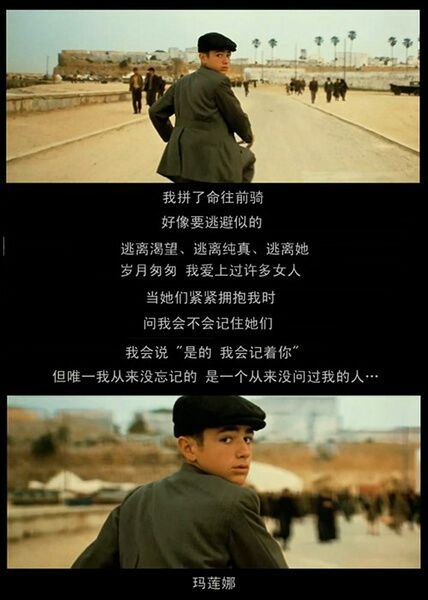 我拼了命往前骑
好像要逃避似的
逃离渴望、逃离纯真、逃离她
岁月匆匆 我爱上过许多女人
当她们紧紧拥抱我时
问我会不会记住她们
我会说 “是的 我会记着你”
但唯一我从来没忘记的 是一个从来没问过我的人…
玛莲娜